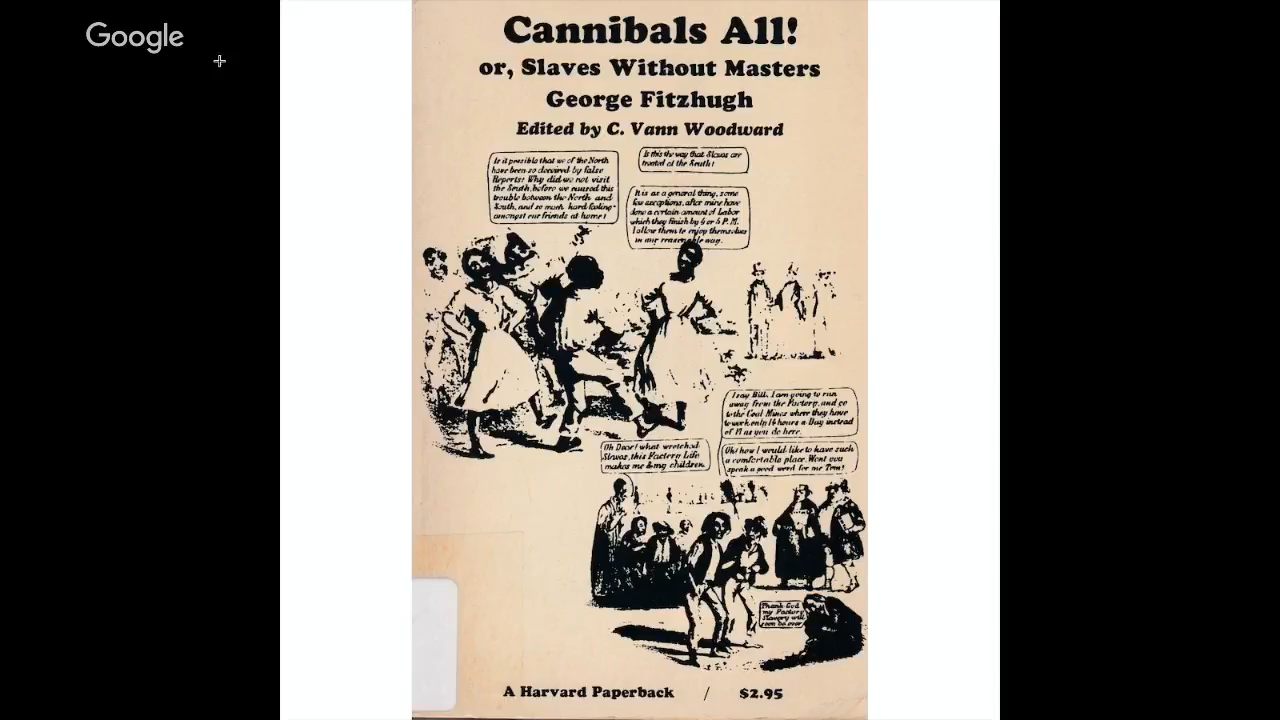 Google
Cannibals All!
or, Slaves Without Masters
George Fitzhugh
Edited by C. Vann Woodward
Is it possible that we of the North
have been so deceived by false
Reports? Why did we not visit
the South, before we caused this
trouble between the North and
South, and so much hard feelings
amongst our friends at home!
Is this the way that Slaves are
treated at the South!
It is as a general thing, some
few exceptions, after mine have
done a certain amount of Labor
which they finish by 4 or 5 P.M.
I allow them to enjoy themselves
in any reasonable way.
I say Bill, I am going to run
away from the Factory, and go
to the Coal Mines where they have
to work only 14 hours a Day instead
of 17 as you do here.
Oh Dear! what wretched
Slaves, this Factory Life
makes me & my children.
Oh! how I would like to have such
a comfortable place. Wont you
speak a good word for me Tom!
Thank God
my Factory
Slavery will
soon be over
A Harvard Paperback / $2.95